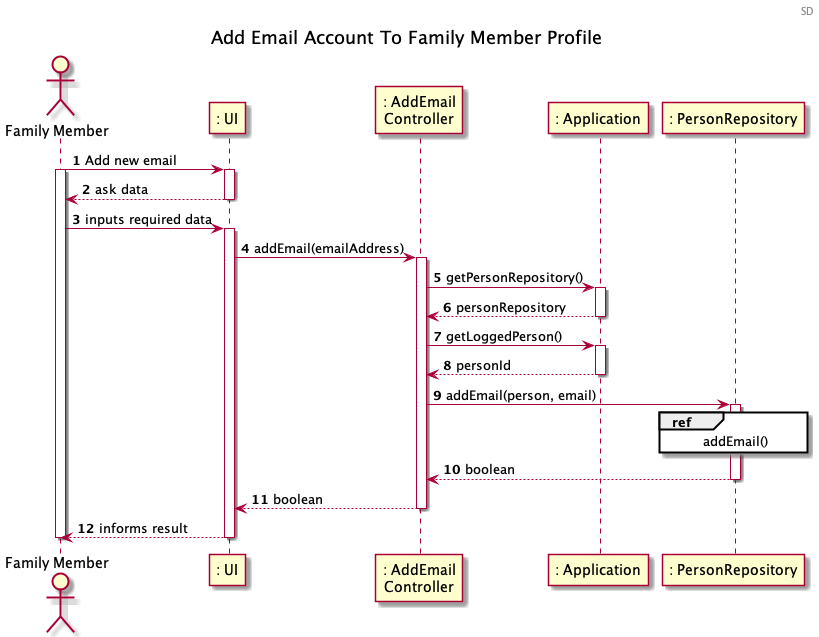 SD
Add Email Account To Family Member Profile
Family Member
: UI
: AddEmail
Controller
: Application
: PersonRepository
1 Add new email
2 ask data
3 inputs required data
4 addEmail(emailAddress)
5 getPersonRepository()
6 personRepository
7 getLoggedPerson()
8 personId
9 addEmail(person, email)
ref
addEmail()
10 boolean
11 boolean
12 informs result
Family Member
: UI
: AddEmail
Controller
: Application
: PersonRepository